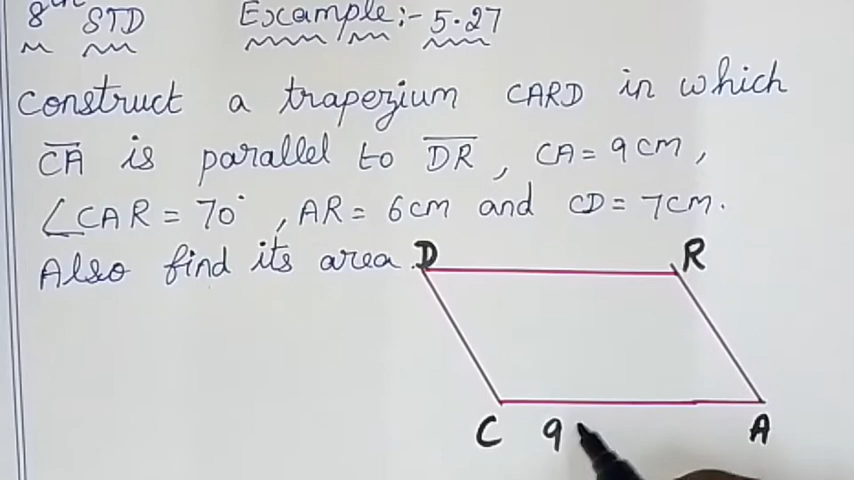 8th STD Example:- 5.27
Construct a trapezium CARD in which
CA is parallel to DR, CA = 9cm,
∠CAR = 70°, AR = 6cm and CD = 7cm.
Also find its area.
D R
C 9 A